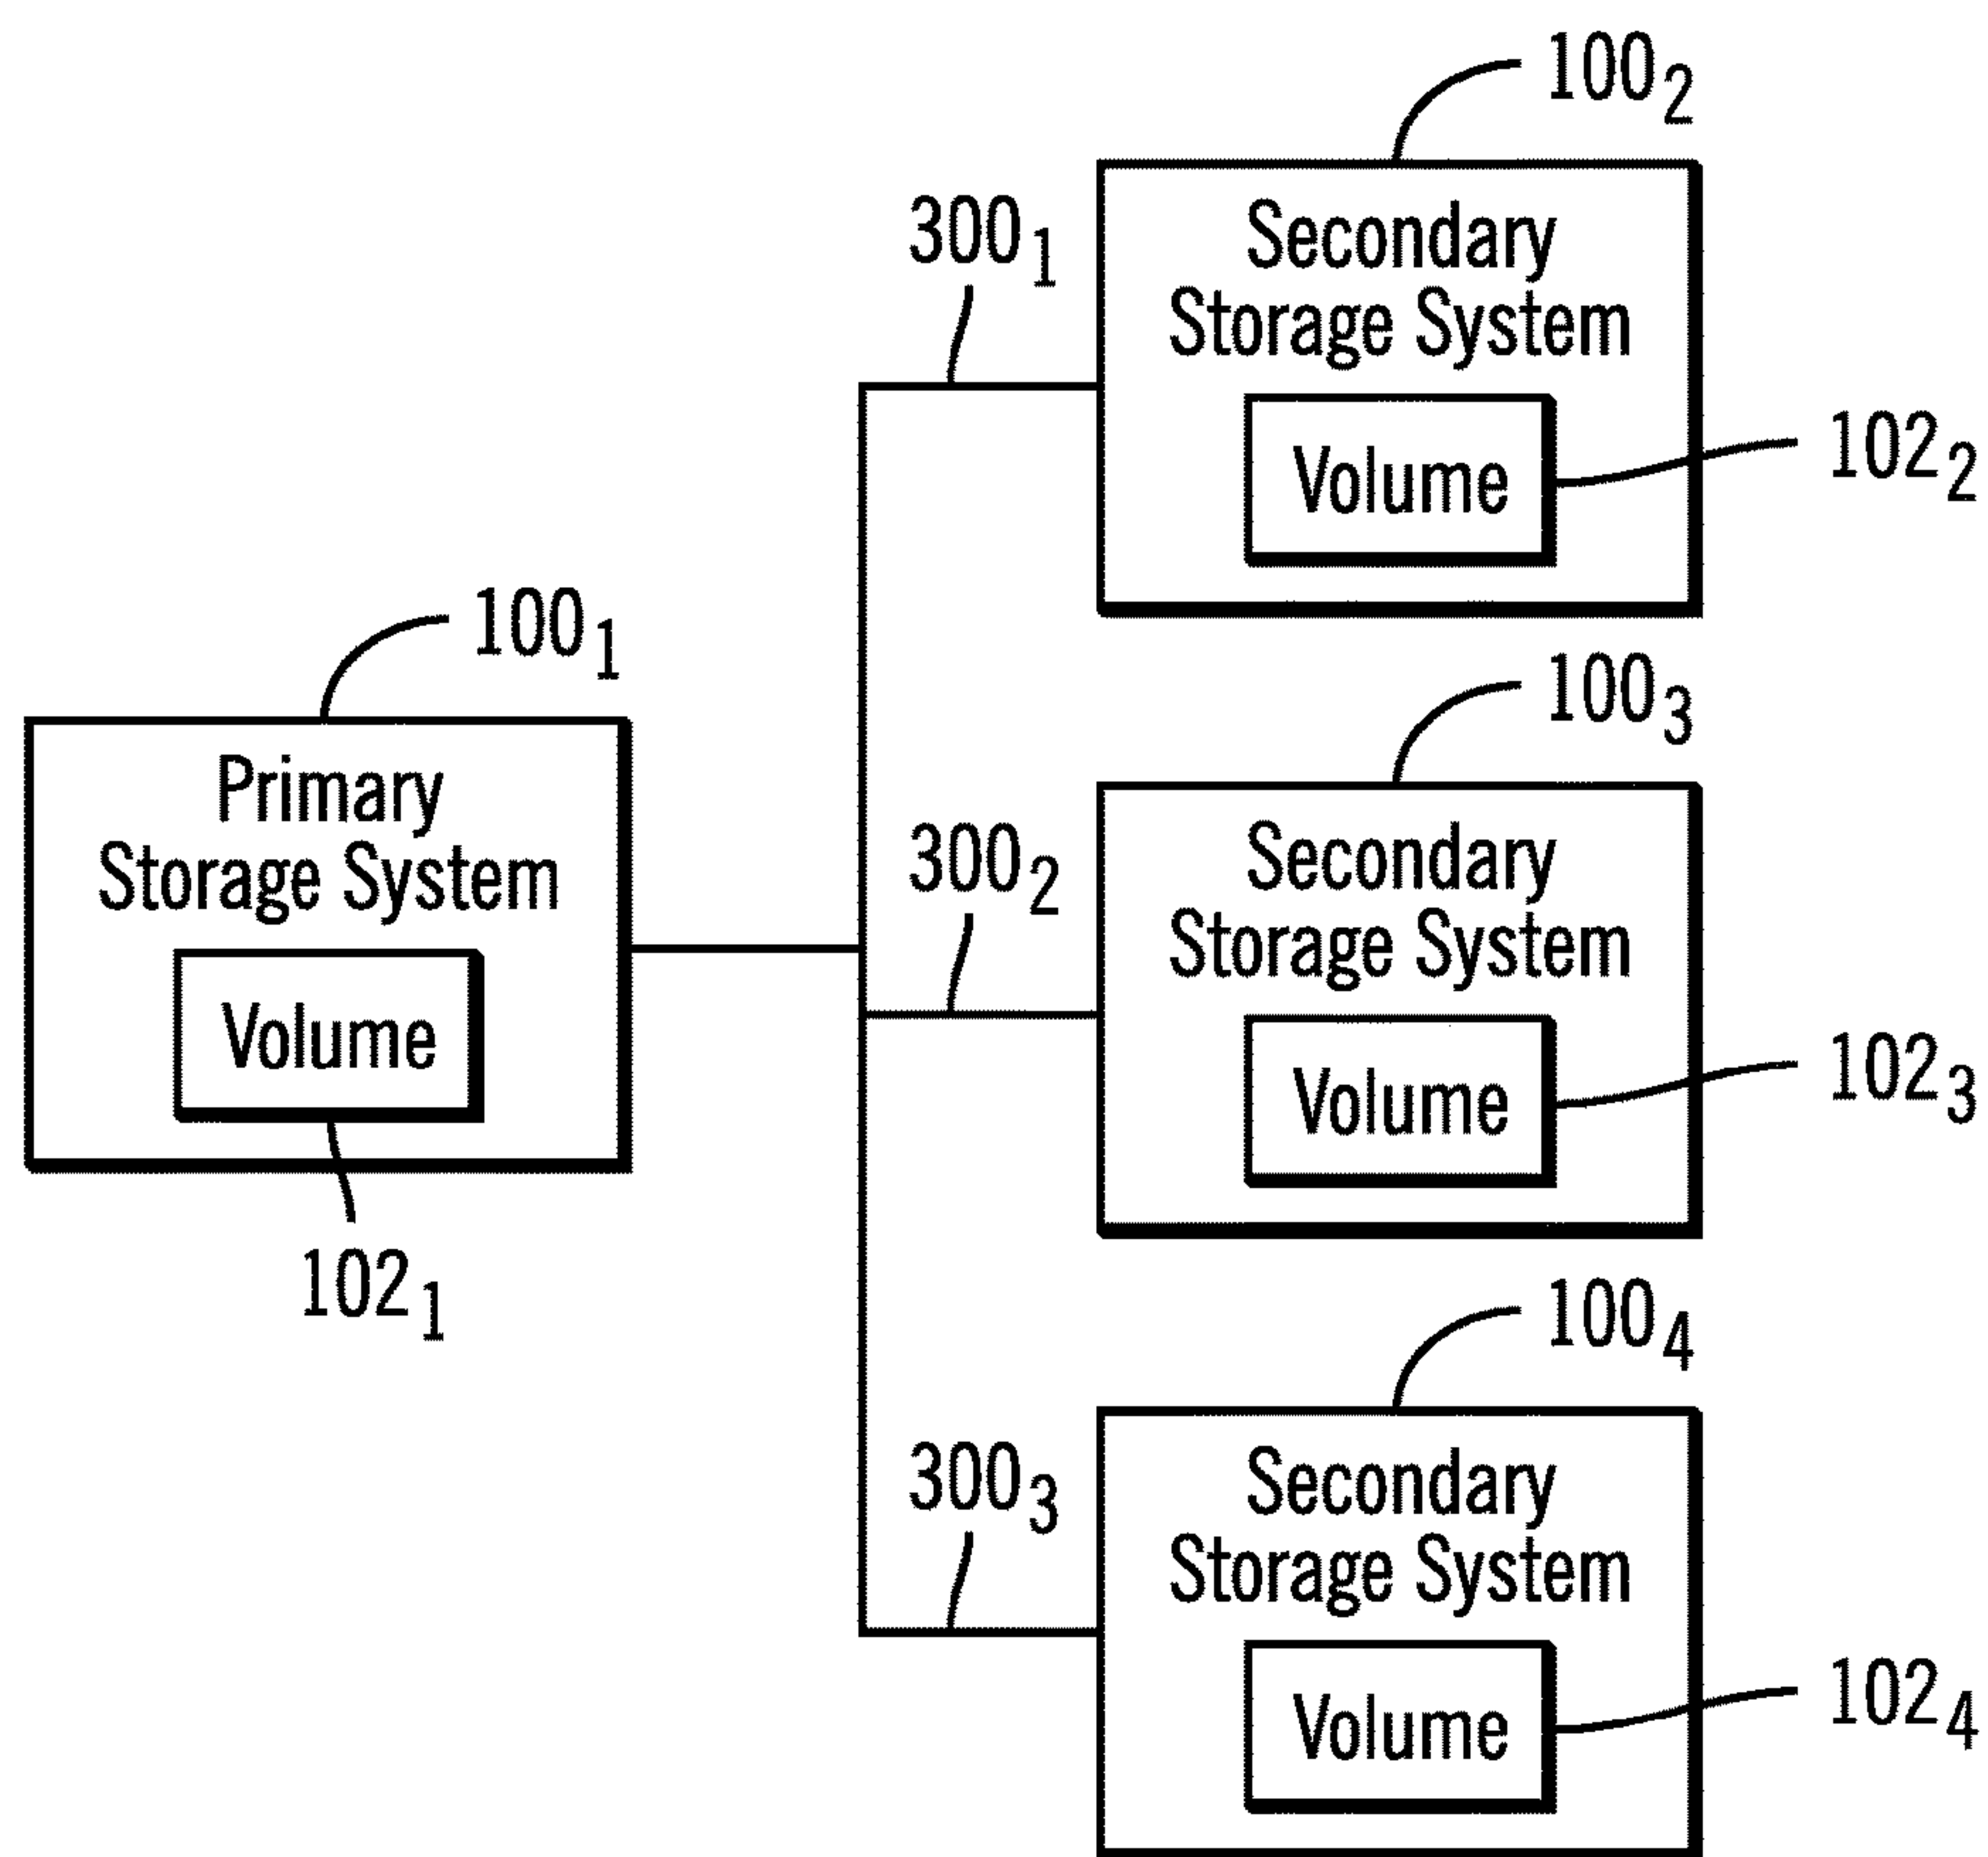 100₂
300₁
Secondary
Storage System
Volume
102₂
100₁
Primary
Storage System
Volume
102₁
100₃
300₂
Secondary
Storage System
Volume
102₃
100₄
300₃
Secondary
Storage System
Volume
102₄